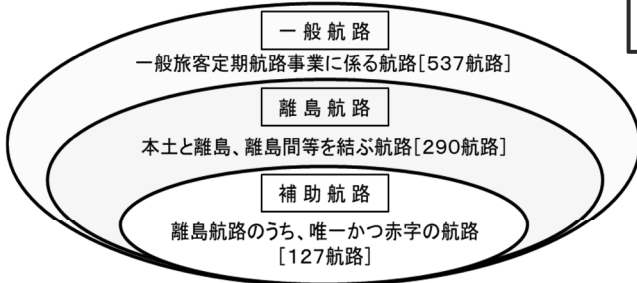 一般航路
一般旅客定期航路事業に係る航路[537航路]
離島航路
本土と離島、離島間等を結ぶ航路[290航路]
補助航路
離島航路のうち、唯一かつ赤字の航路
[127航路]